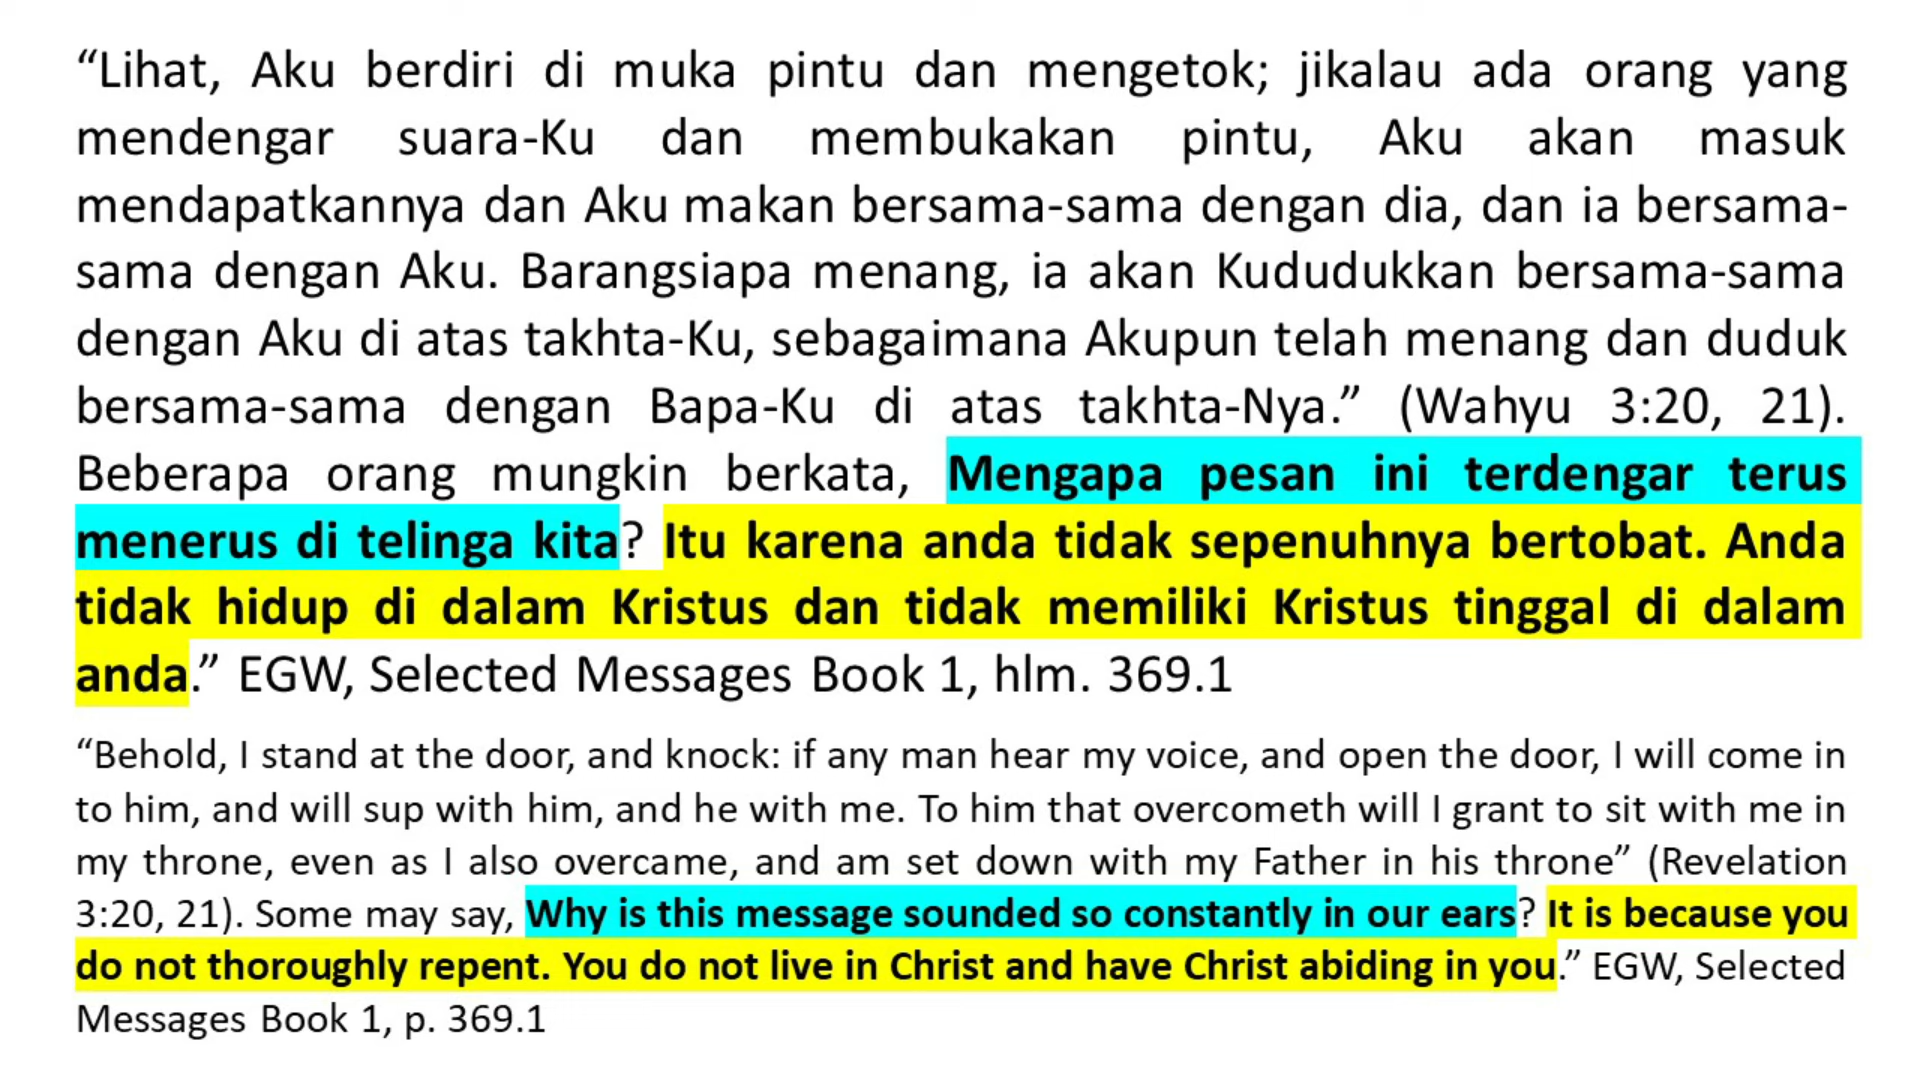 “Lihat, Aku berdiri di muka pintu dan mengetok; jikalau ada orang yang
mendengar suara-Ku dan membukakan pintu, Aku akan masuk
mendapatkannya dan Aku makan bersama-sama dengan dia, dan ia bersama-
sama dengan Aku. Barangsiapa menang, ia akan Kududukkan bersama-sama
dengan Aku di atas takhta-Ku, sebagaimana Akupun telah menang dan duduk
bersama-sama dengan Bapa-Ku di atas takhta-Nya.” (Wahyu 3:20, 21).
Beberapa orang mungkin berkata, Mengapa pesan ini terdengar terus
menerus di telinga kita? Itu karena anda tidak sepenuhnya bertobat. Anda
tidak hidup di dalam Kristus dan tidak memiliki Kristus tinggal di dalam
anda.” EGW, Selected Messages Book 1, hlm. 369.1
“Behold, I stand at the door, and knock: if any man hear my voice, and open the door, I will come in
to him, and will sup with him, and he with me. To him that overcometh will I grant to sit with me in
my throne, even as I also overcame, and am set down with my Father in his throne” (Revelation
3:20, 21). Some may say, Why is this message sounded so constantly in our ears? It is because you
do not thoroughly repent. You do not live in Christ and have Christ abiding in you.” EGW, Selected
Messages Book 1, p. 369.1